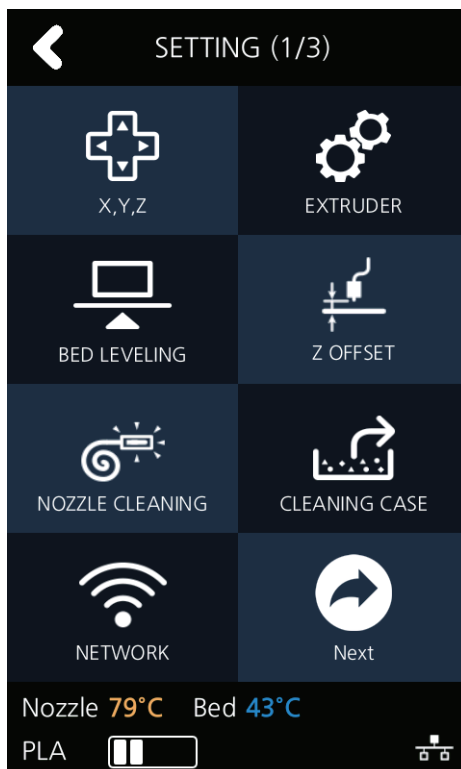 SETTING (1/3)
X,Y,Z
EXTRUDER
BED LEVELING
Z OFFSET
NOZZLE CLEANING
CLEANING CASE
NETWORK
Next
Nozzle 79°C Bed 43°C
PLA